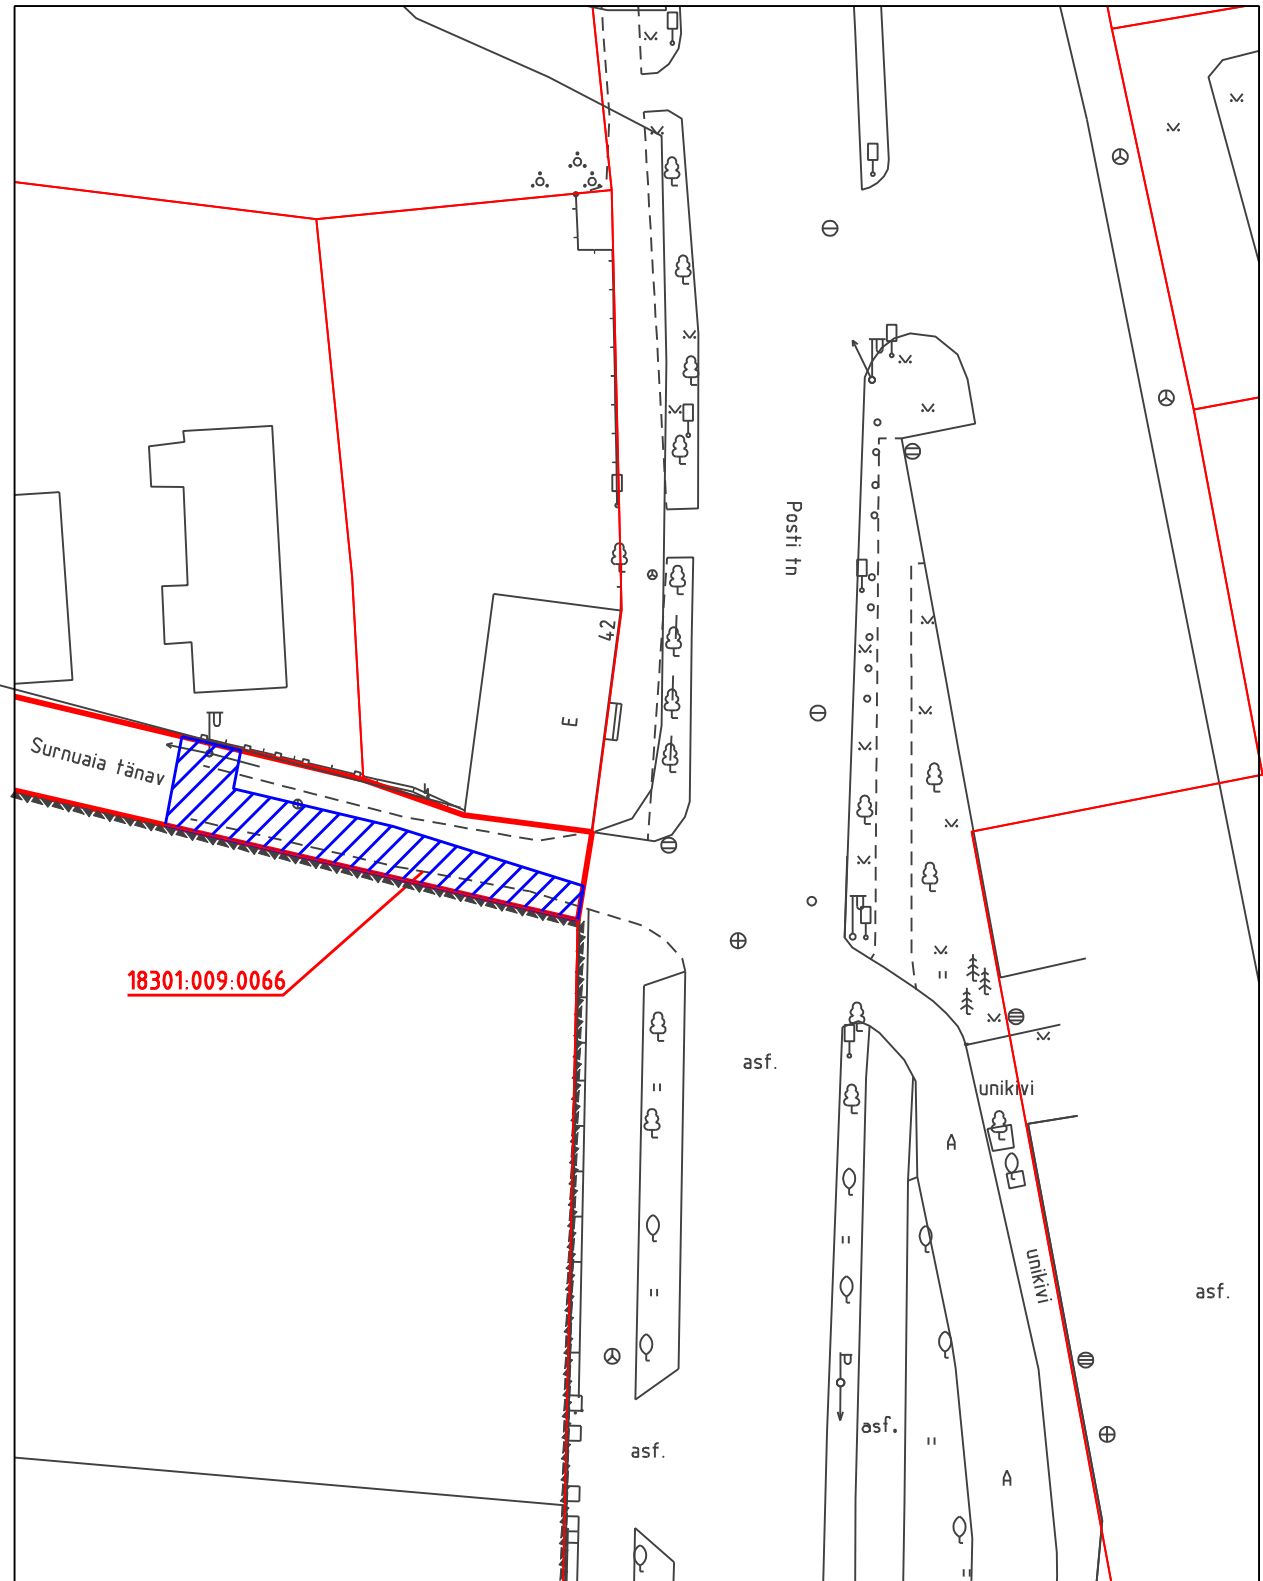 Posti tn
42
E
Surnuaia tänav
18301:009:0066
asf.
unikivi
A
unikivi
asf.
asf.
asf.
A